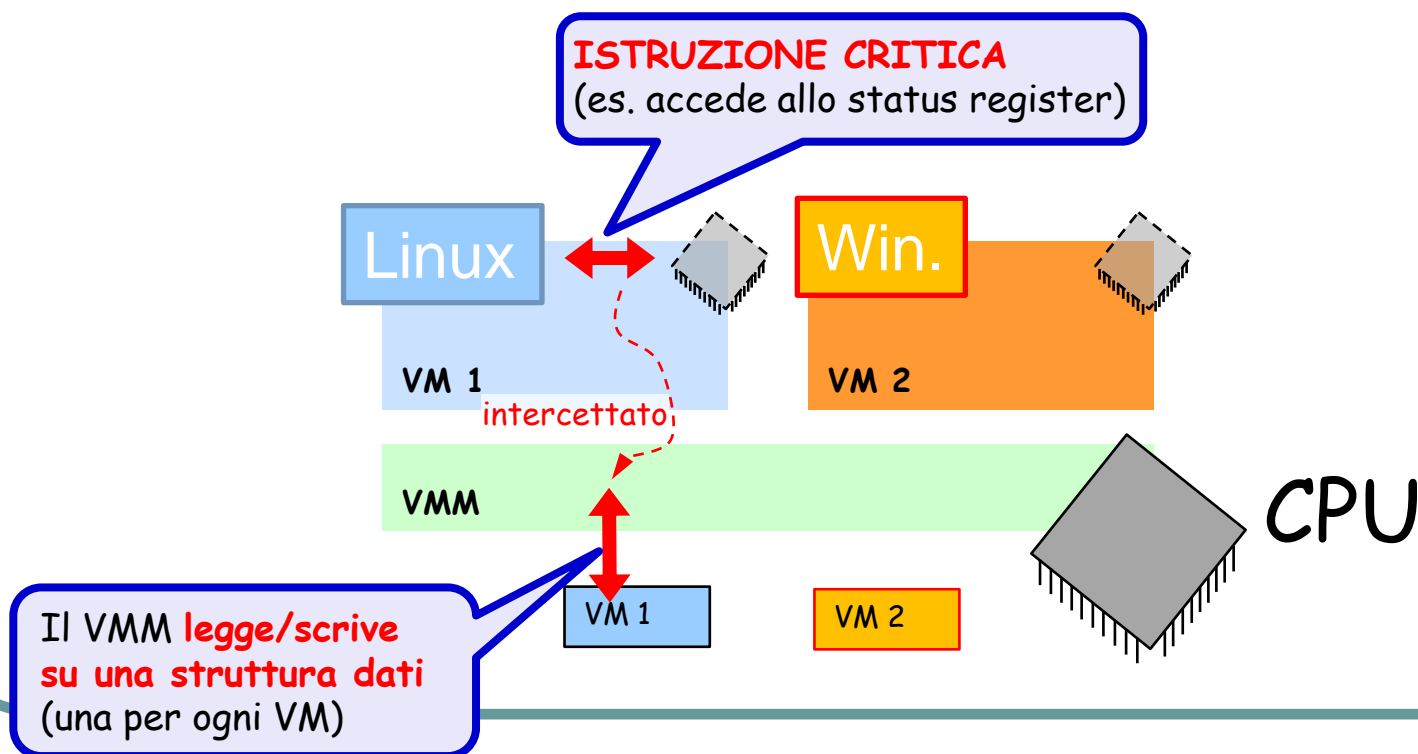 ISTRUZIONE CRITICA
(es. accede allo status register)
Linux
Win.
VM 1
VM 2
intercettato
VMM
CPU
VM 1
VM 2
Il VMM legge/scrive
su una struttura dati
(una per ogni VM)